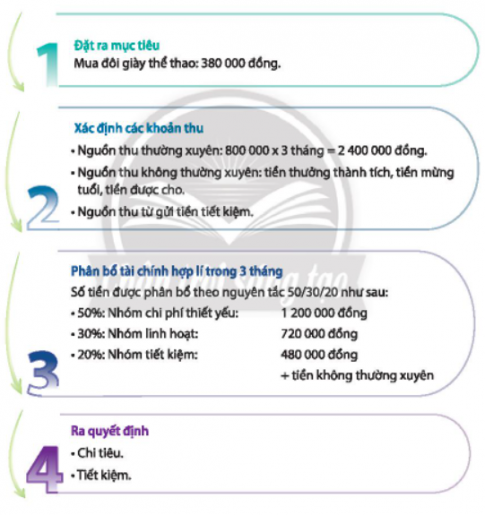 1
Đặt ra mục tiêu
Mua đôi giày thể thao: 380 000 đồng.
2
Xác định các khoản thu
• Nguồn thu thường xuyên: 800 000 x 3 tháng = 2 400 000 đồng.
• Nguồn thu không thường xuyên: tiền thưởng thành tích, tiền mừng
tuổi, tiền được cho.
• Nguồn thu từ gửi tiền tiết kiệm.
3
Phân bổ tài chính hợp lí trong 3 tháng
Số tiền được phân bổ theo nguyên tắc 50/30/20 như sau:
• 50%: Nhóm chi phí thiết yếu: 1 200 000 đồng
• 30%: Nhóm linh hoạt: 720 000 đồng
• 20%: Nhóm tiết kiệm: 480 000 đồng
+ tiền không thường xuyên
4
Ra quyết định
• Chi tiêu.
• Tiết kiệm.